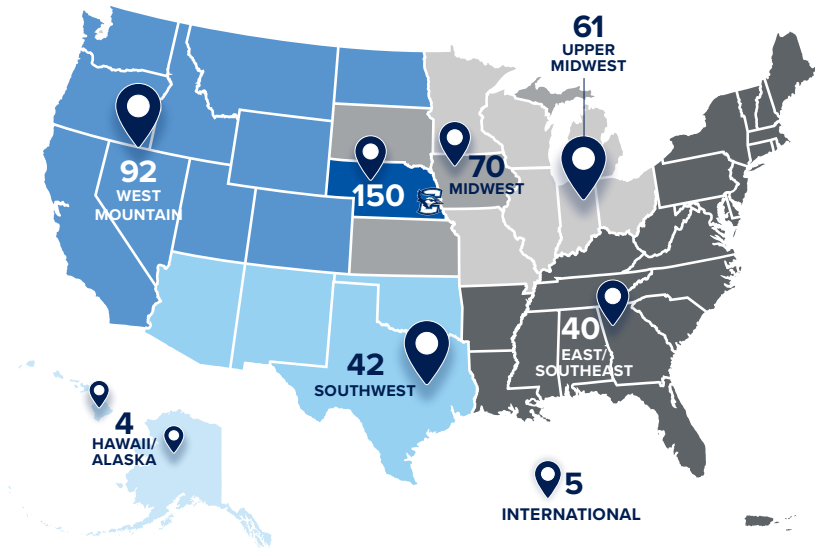 61
UPPER
MIDWEST
92
WEST
MOUNTAIN
150
70
MIDWEST
42
SOUTHWEST
40
EAST/
SOUTHEAST
4
HAWAII/
ALASKA
5
INTERNATIONAL